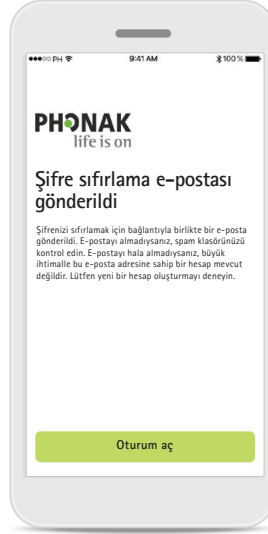 PH 9:41 AM 100 %
PHONAK
life is on
Şifre sıfırlama e-postası
gönderildi
Şifrenizi sıfırlamak için bağlantıyla birlikte bir e-posta
gönderildi. E-postayı almadıysanız, spam klasörünüzü
kontrol edin. E-postayı hala almadıysanız, büyük
ihtimalle bu e-posta adresine sahip bir hesap mevcut
değildir. Lütfen yeni bir hesap oluşturmayı deneyin.
Oturum aç